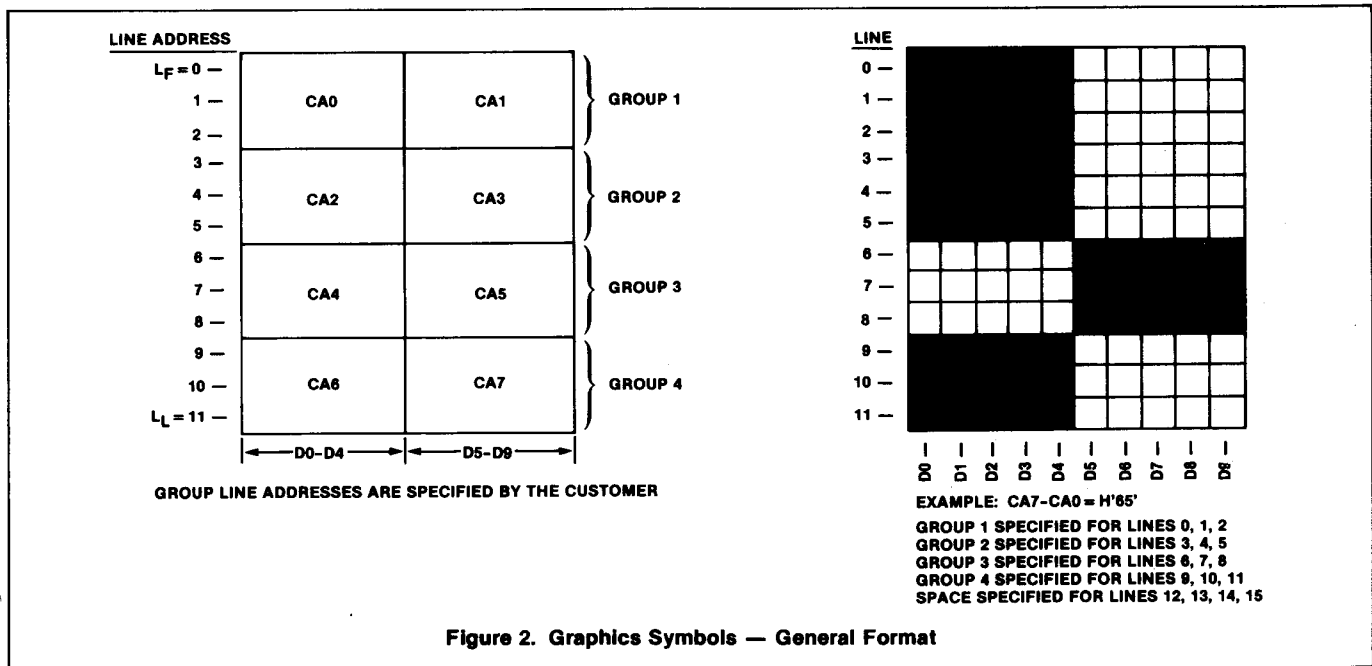 LINE ADDRESS
LF = 0 —
1 —
2 —
3 —
4 —
5 —
6 —
7 —
8 —
9 —
10 —
LL = 11 —
CA0 CA1
CA2 CA3
CA4 CA5
CA6 CA7
GROUP 1
GROUP 2
GROUP 3
GROUP 4
D0-D4 D5-D9
GROUP LINE ADDRESSES ARE SPECIFIED BY THE CUSTOMER
LINE
0 —
1 —
2 —
3 —
4 —
5 —
6 —
7 —
8 —
9 —
10 —
11 —
D0 —
D1 —
D2 —
D3 —
D4 —
D5 —
D6 —
D7 —
D8 —
D9 —
EXAMPLE: CA7-CA0 = H'65'
GROUP 1 SPECIFIED FOR LINES 0, 1, 2
GROUP 2 SPECIFIED FOR LINES 3, 4, 5
GROUP 3 SPECIFIED FOR LINES 6, 7, 8
GROUP 4 SPECIFIED FOR LINES 9, 10, 11
SPACE SPECIFIED FOR LINES 12, 13, 14, 15
Figure 2. Graphics Symbols — General Format